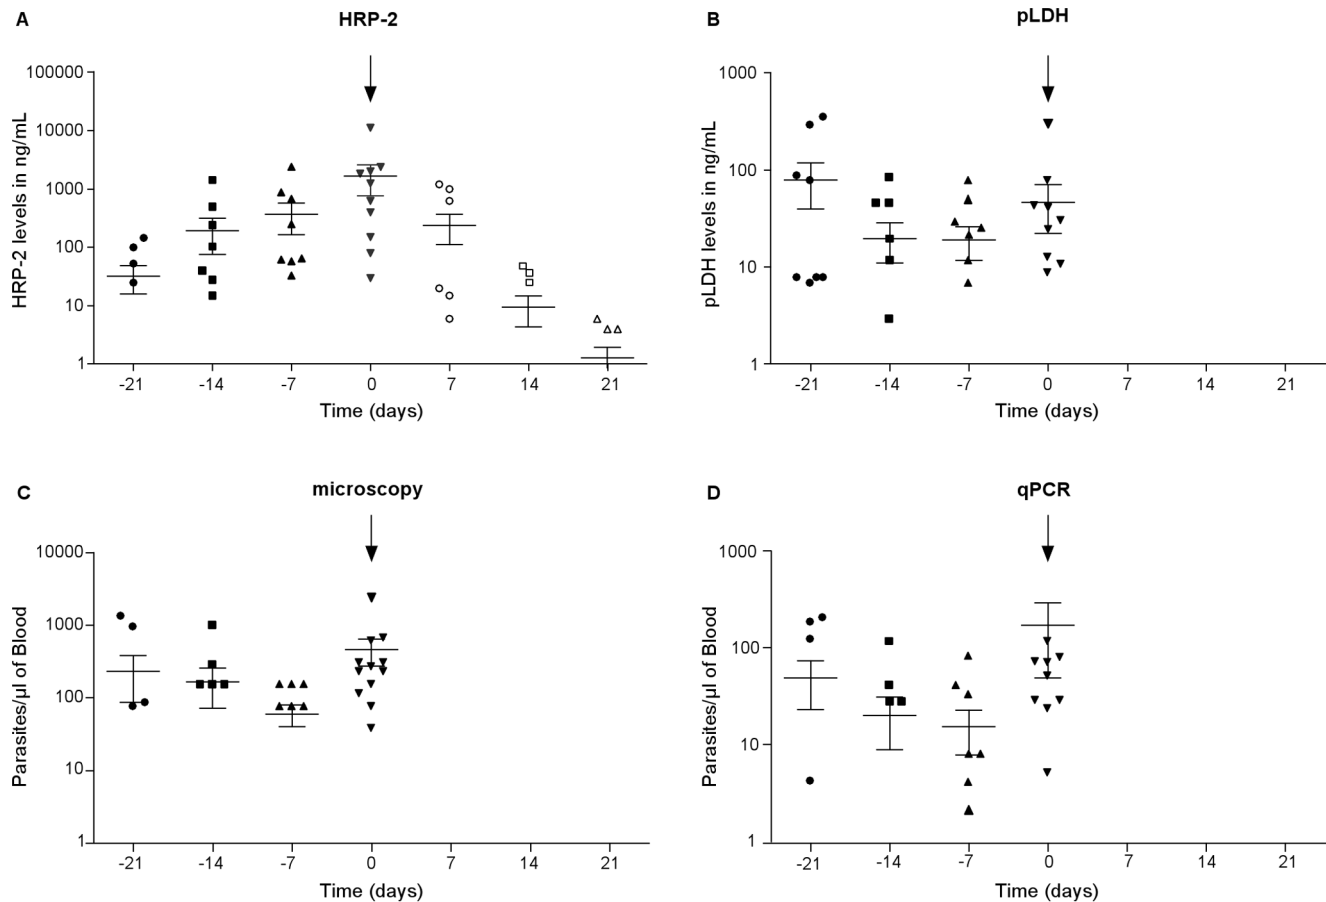 A
HRP-2
HRP-2 levels in ng/mL
100000
10000
1000
100
10
1
-21 -14 -7 0 7 14 21
Time (days)
B
pLDH
pLDH levels in ng/mL
1000
100
10
1
-21 -14 -7 0 7 14 21
Time (days)
C
microscopy
Parasites/µl of Blood
10000
1000
100
10
1
-21 -14 -7 0 7 14 21
Time (days)
D
qPCR
Parasites/µl of Blood
1000
100
10
1
-21 -14 -7 0 7 14 21
Time (days)